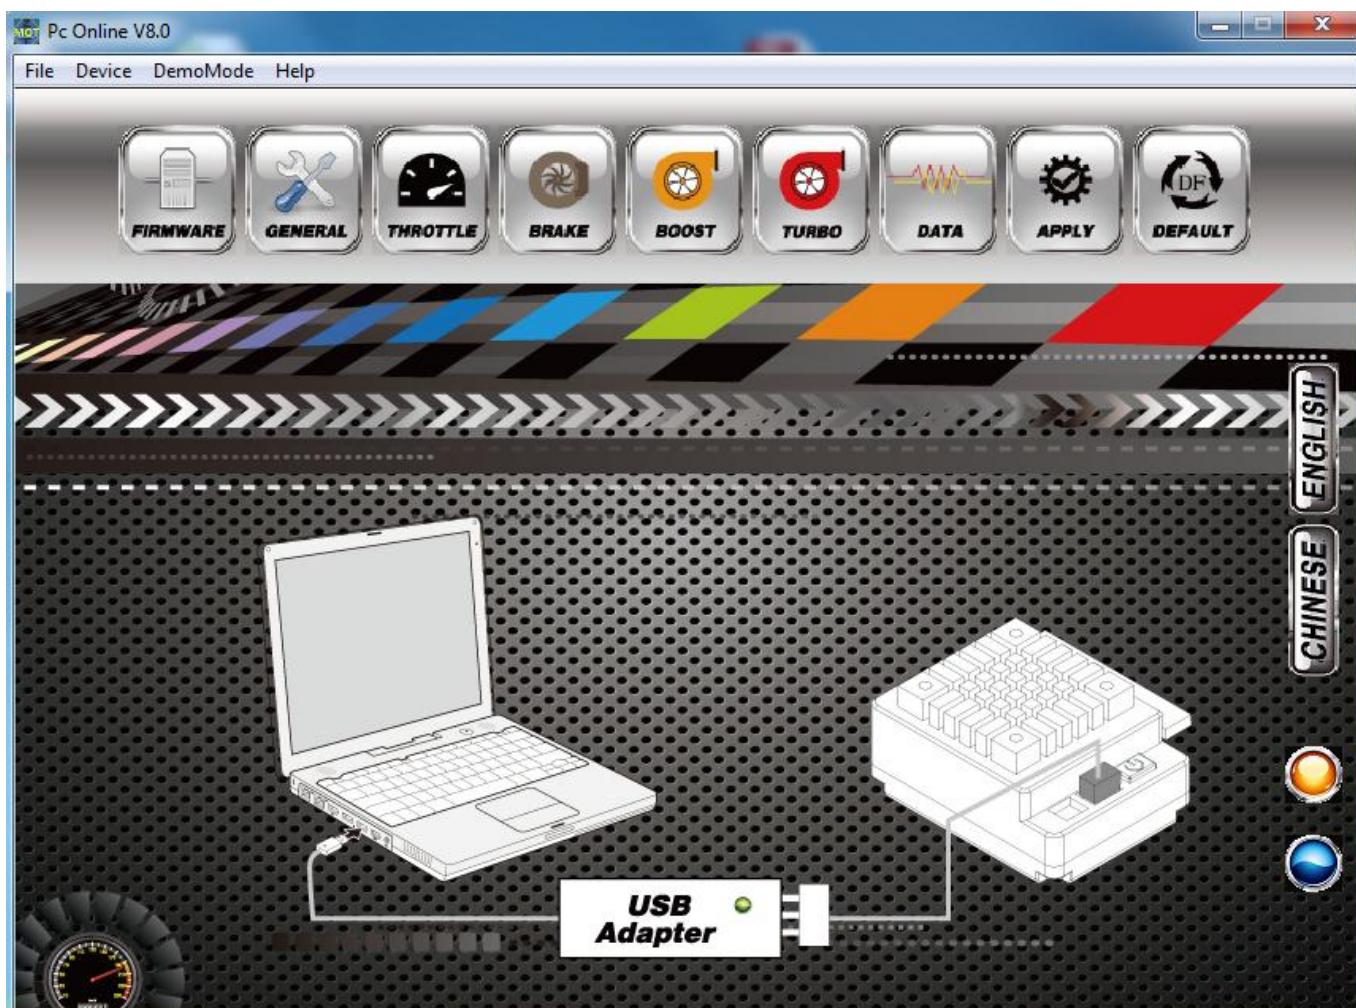 MOT Pc Online V8.0
File Device DemoMode Help
FIRMWARE GENERAL THROTTLE BRAKE BOOST TURBO DATA APPLY DEFAULT
DF
ENGLISH
CHINESE
USB
Adapter